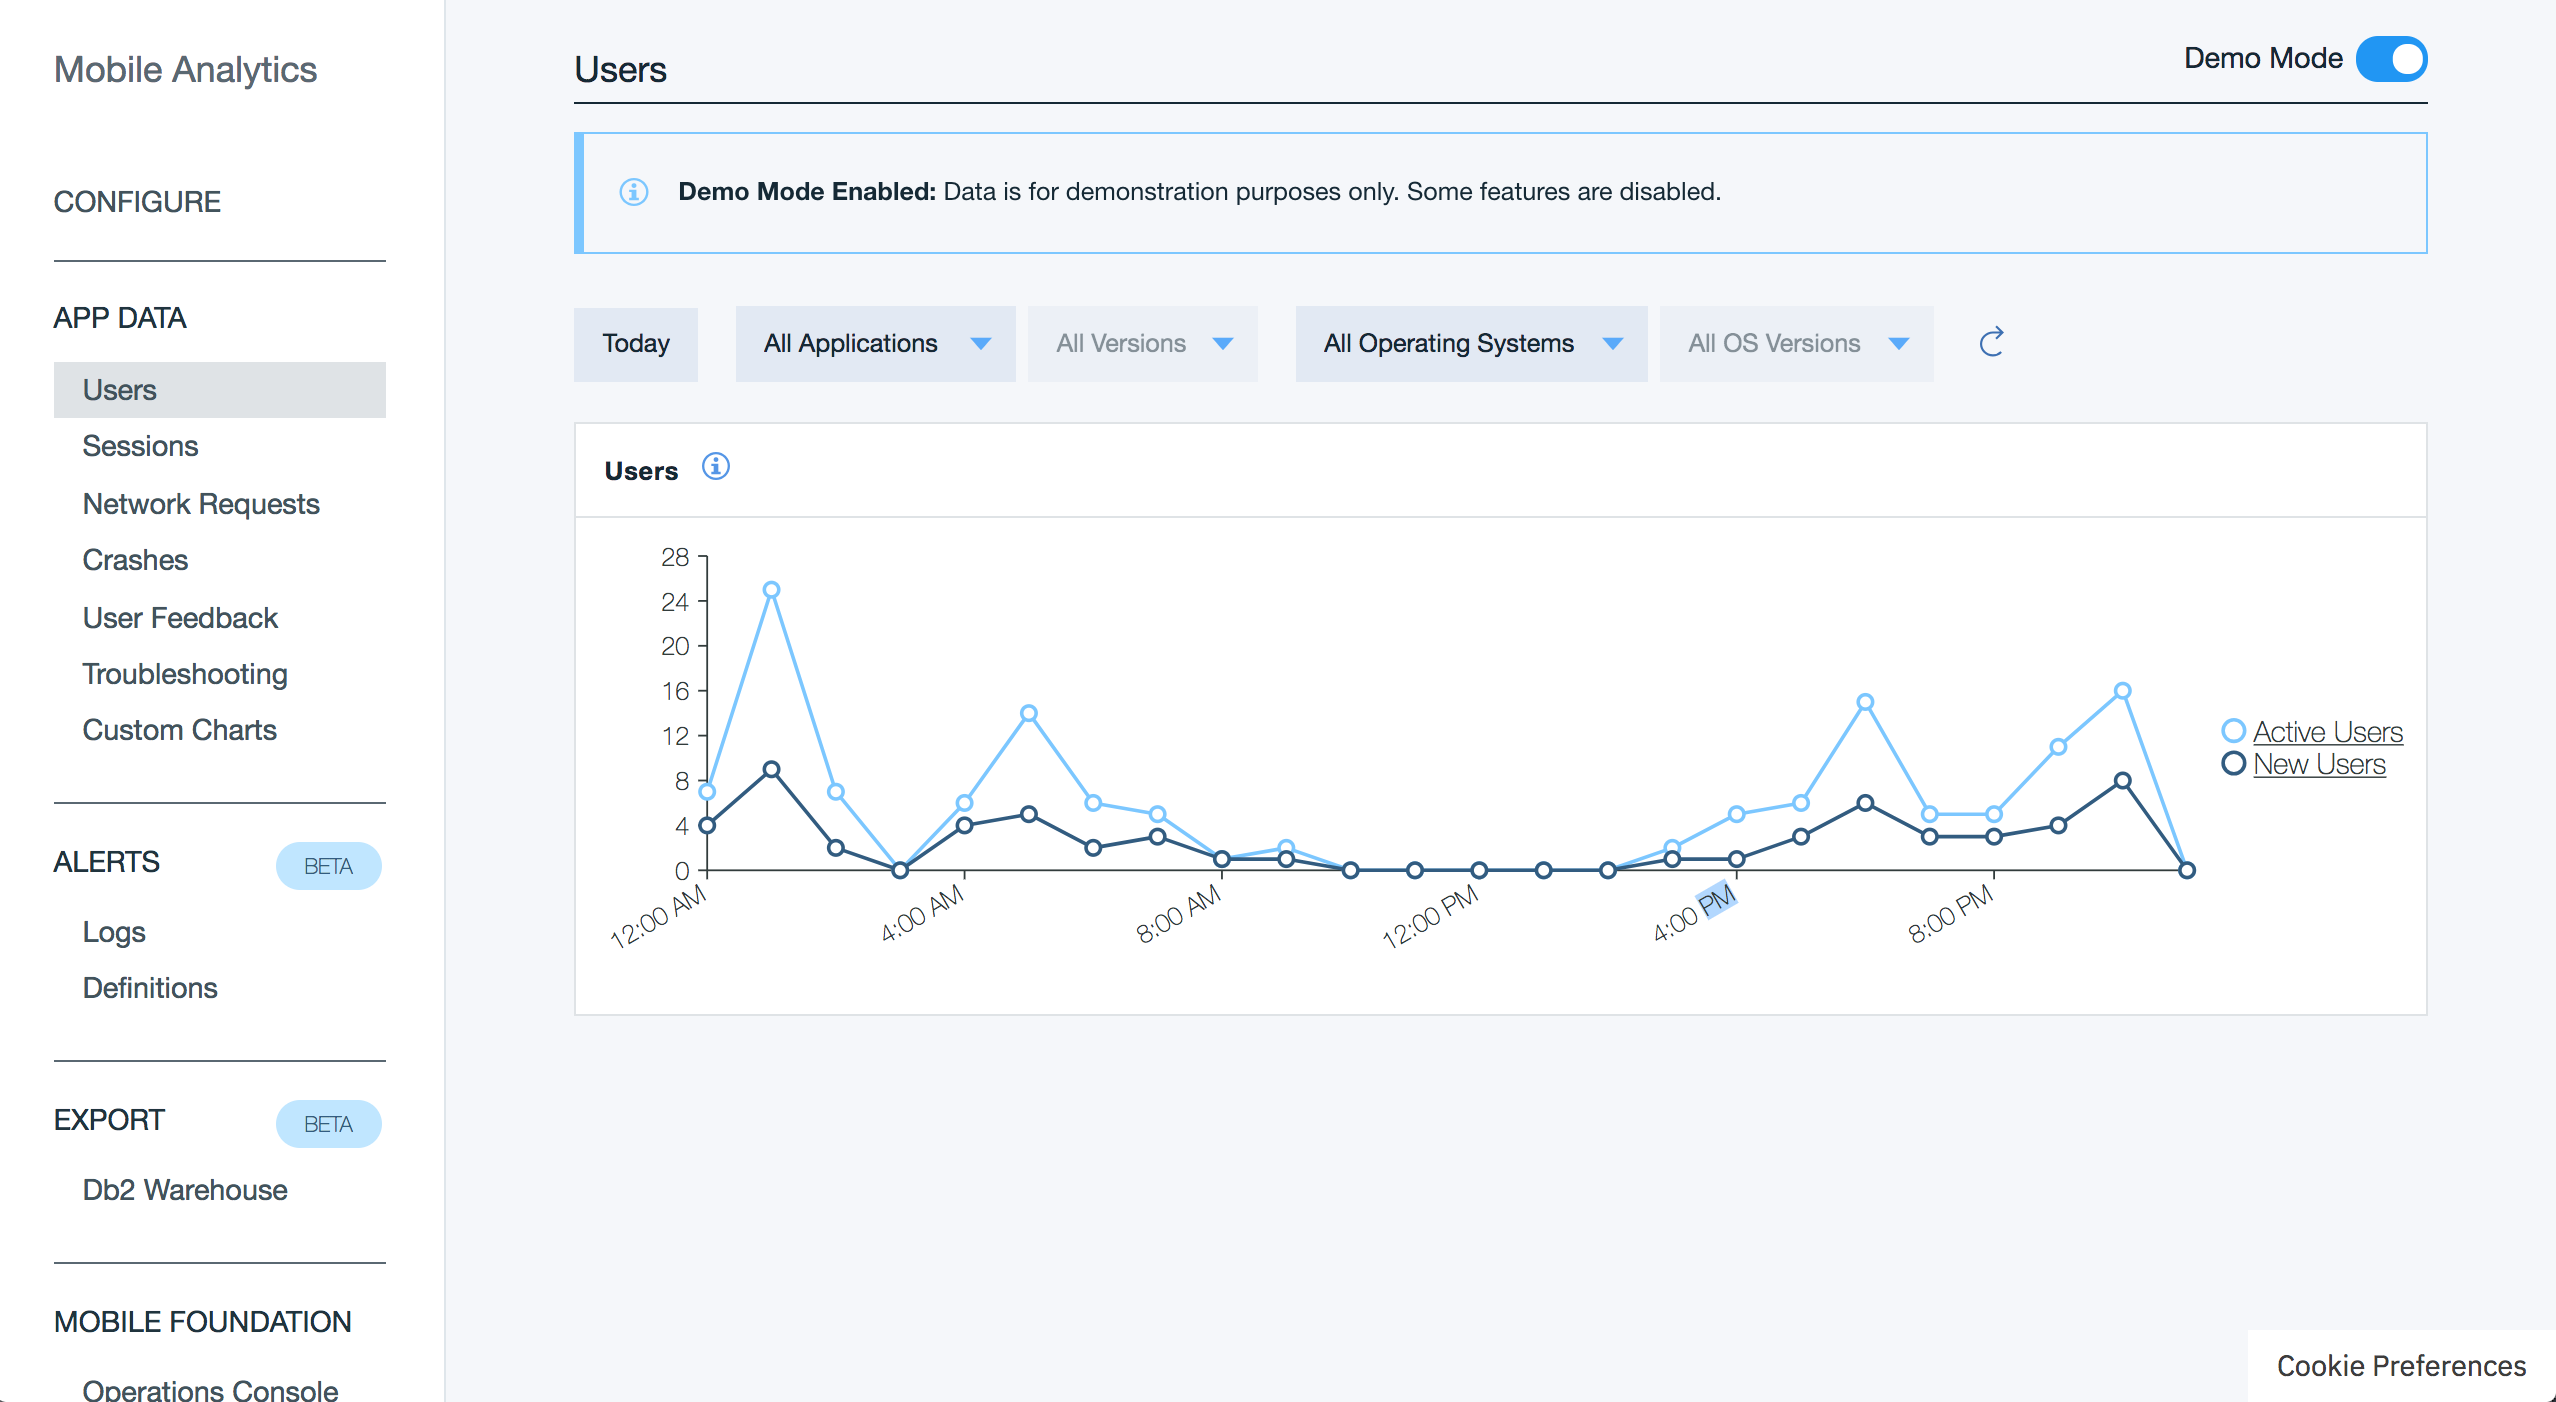 Mobile Analytics
CONFIGURE
APP DATA
Users
Sessions
Network Requests
Crashes
User Feedback
Troubleshooting
Custom Charts
ALERTS BETA
Logs
Definitions
EXPORT BETA
Db2 Warehouse
MOBILE FOUNDATION
Operations Console
Users
Demo Mode
Demo Mode Enabled: Data is for demonstration purposes only. Some features are disabled.
Today All Applications All Versions All Operating Systems All OS Versions
Users
28
24
20
16
12
8
4
0
12:00 AM 4:00 AM 8:00 AM 12:00 PM 4:00 PM 8:00 PM
Active Users
New Users
Cookie Preferences